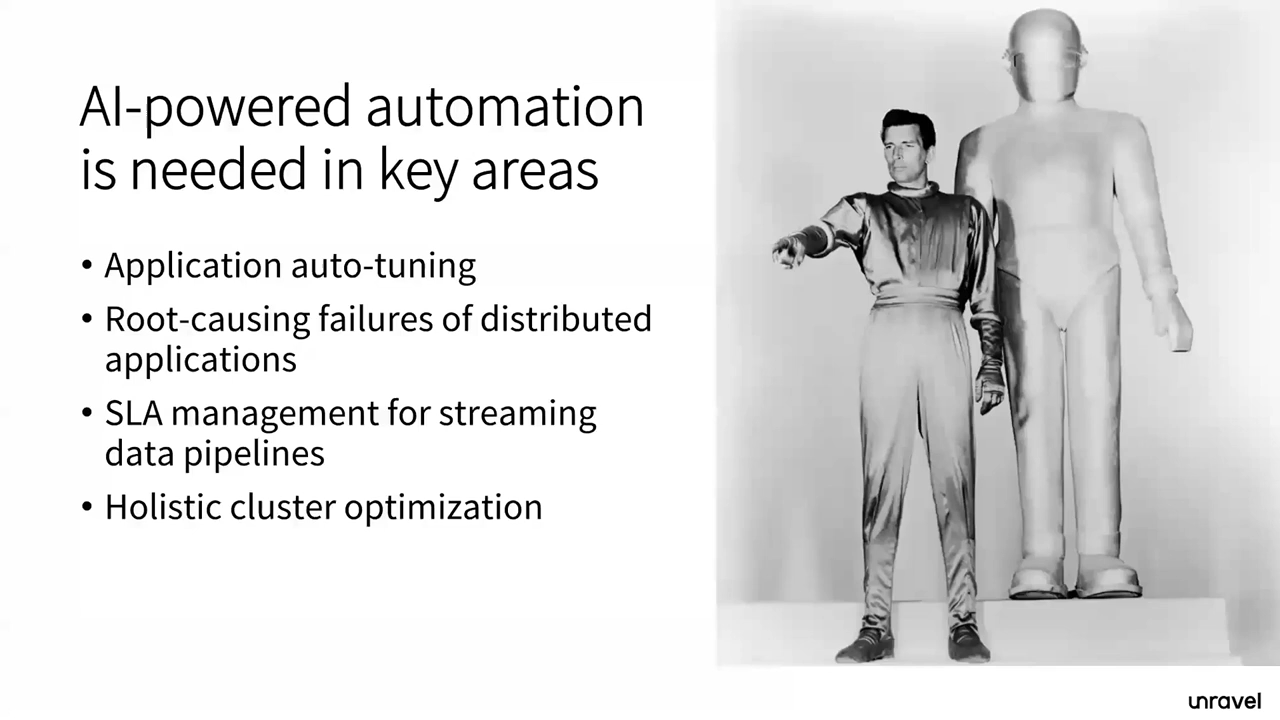 AI-powered automation
is needed in key areas
• Application auto-tuning
• Root-causing failures of distributed
applications
• SLA management for streaming
data pipelines
• Holistic cluster optimization
unravel